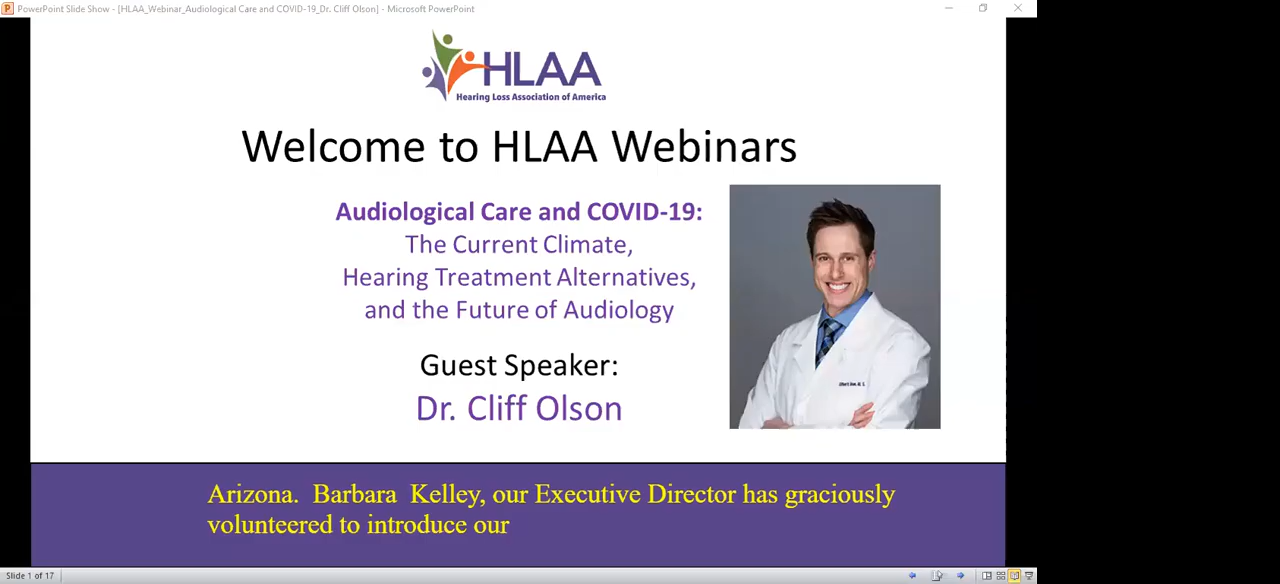 PowerPoint Slide Show - [HLAA_Webinar_Audiological Care and COVID-19_Dr. Cliff Olson] - Microsoft PowerPoint
HLAA
Hearing Loss Association of America
Welcome to HLAA Webinars
Audiological Care and COVID-19:
The Current Climate,
Hearing Treatment Alternatives,
and the Future of Audiology
Guest Speaker:
Dr. Cliff Olson
Arizona.  Barbara  Kelley, our Executive Director has graciously
volunteered to introduce our
Slide 1 of 17